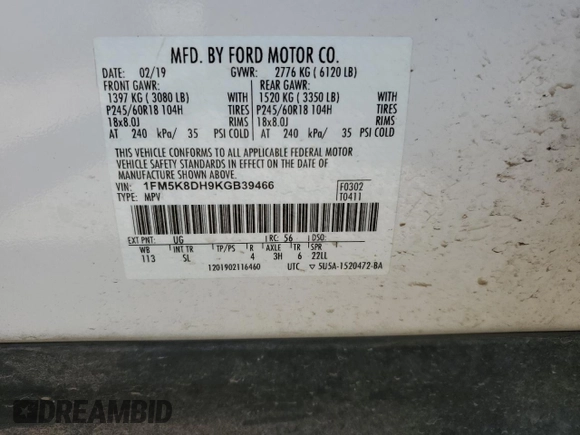 MFD. BY FORD MOTOR CO.
DATE: 02/19 GVWR: 2776 KG ( 6120 LB)
FRONT GAWR: REAR GAWR:
1397 KG ( 3080 LB) WITH 1520 KG ( 3350 LB) WITH
P245/60R18 104H TIRES P245/60R18 104H TIRES
18x8.0J RIMS 18x8.0J RIMS
AT 240 kPa/ 35 PSI COLD AT 240 kPa/ 35 PSI COLD
THIS VEHICLE CONFORMS TO ALL APPLICABLE FEDERAL MOTOR
VEHICLE SAFETY STANDARDS IN EFFECT ON THE DATE OF
MANUFACTURE SHOWN ABOVE.
VIN: 1FM5K8DH9KGB39466 F0302
TYPE: MPV T0411
EXT PNT: UG RC: 56 DSO:
WB INT TR TP/PS R AXLE TR SPR
113 SL - 4 3H 6 22LL
1201902116460 UTC 5U5A-1520472-BA
DREAMBID